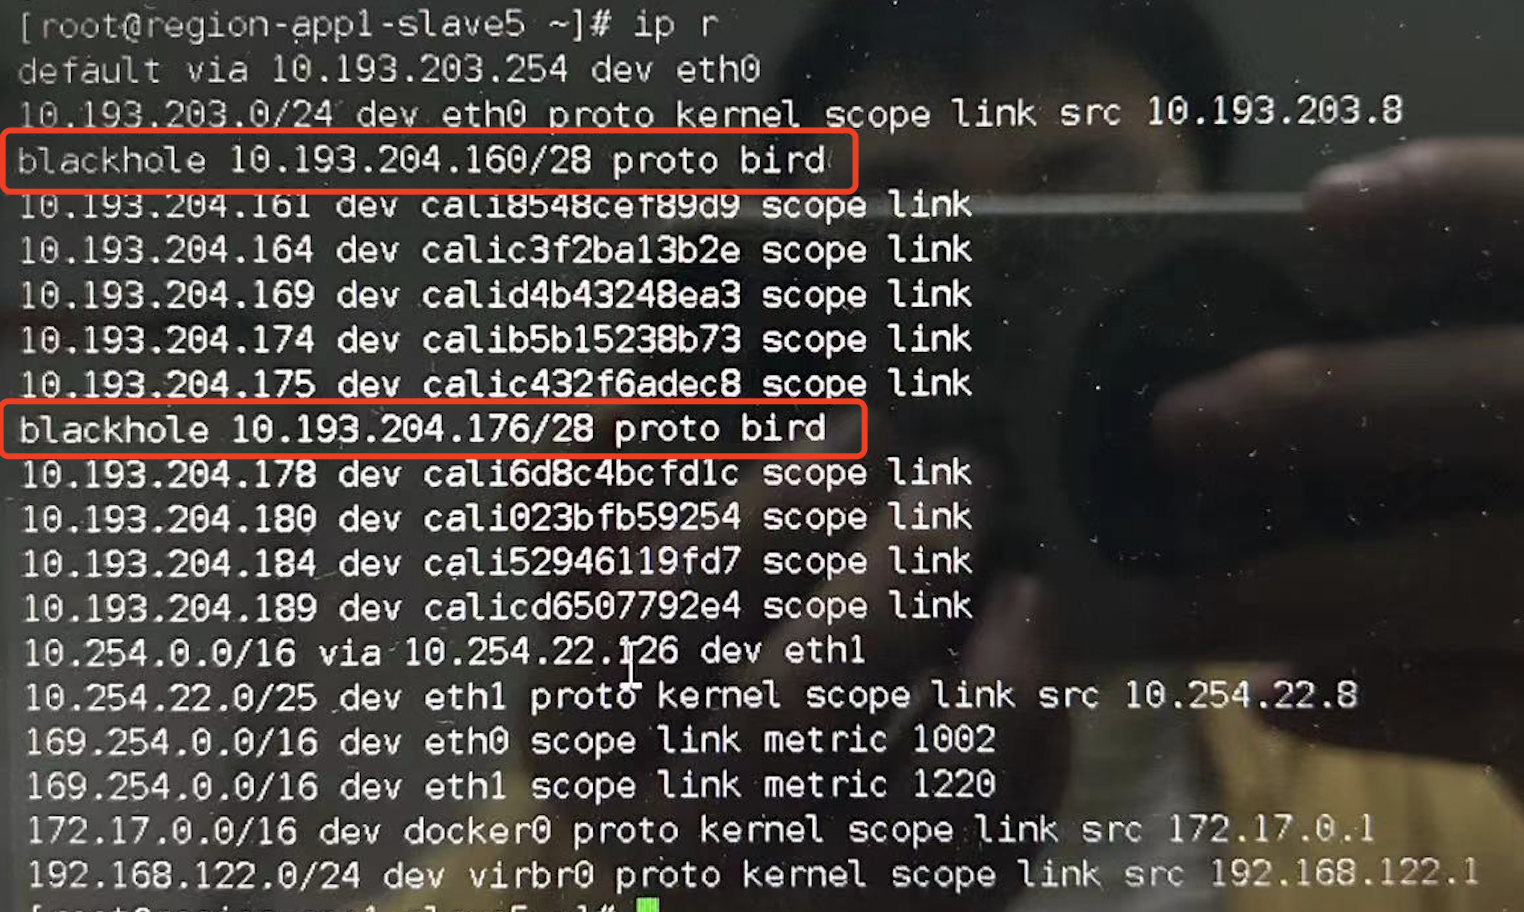 [root@region-app1-slave5 ~]# ip r
default via 10.193.203.254 dev eth0
10.193.203.0/24 dev eth0 proto kernel scope link src 10.193.203.8
blackhole 10.193.204.160/28 proto bird
10.193.204.161 dev cali8548cef89d9 scope link
10.193.204.164 dev calic3f2ba13b2e scope link
10.193.204.169 dev calid4b43248ea3 scope link
10.193.204.174 dev calib5b15238b73 scope link
10.193.204.175 dev calic432f6adec8 scope link
blackhole 10.193.204.176/28 proto bird
10.193.204.178 dev cali6d8c4bcfd1c scope link
10.193.204.180 dev cali023bfb59254 scope link
10.193.204.184 dev cali52946119fd7 scope link
10.193.204.189 dev calicd6507792e4 scope link
10.254.0.0/16 via 10.254.22.126 dev eth1
10.254.22.0/25 dev eth1 proto kernel scope link src 10.254.22.8
169.254.0.0/16 dev eth0 scope link metric 1002
169.254.0.0/16 dev eth1 scope link metric 1220
172.17.0.0/16 dev docker0 proto kernel scope link src 172.17.0.1
192.168.122.0/24 dev virbr0 proto kernel scope link src 192.168.122.1
[root@region-app1-slave5 ~]#